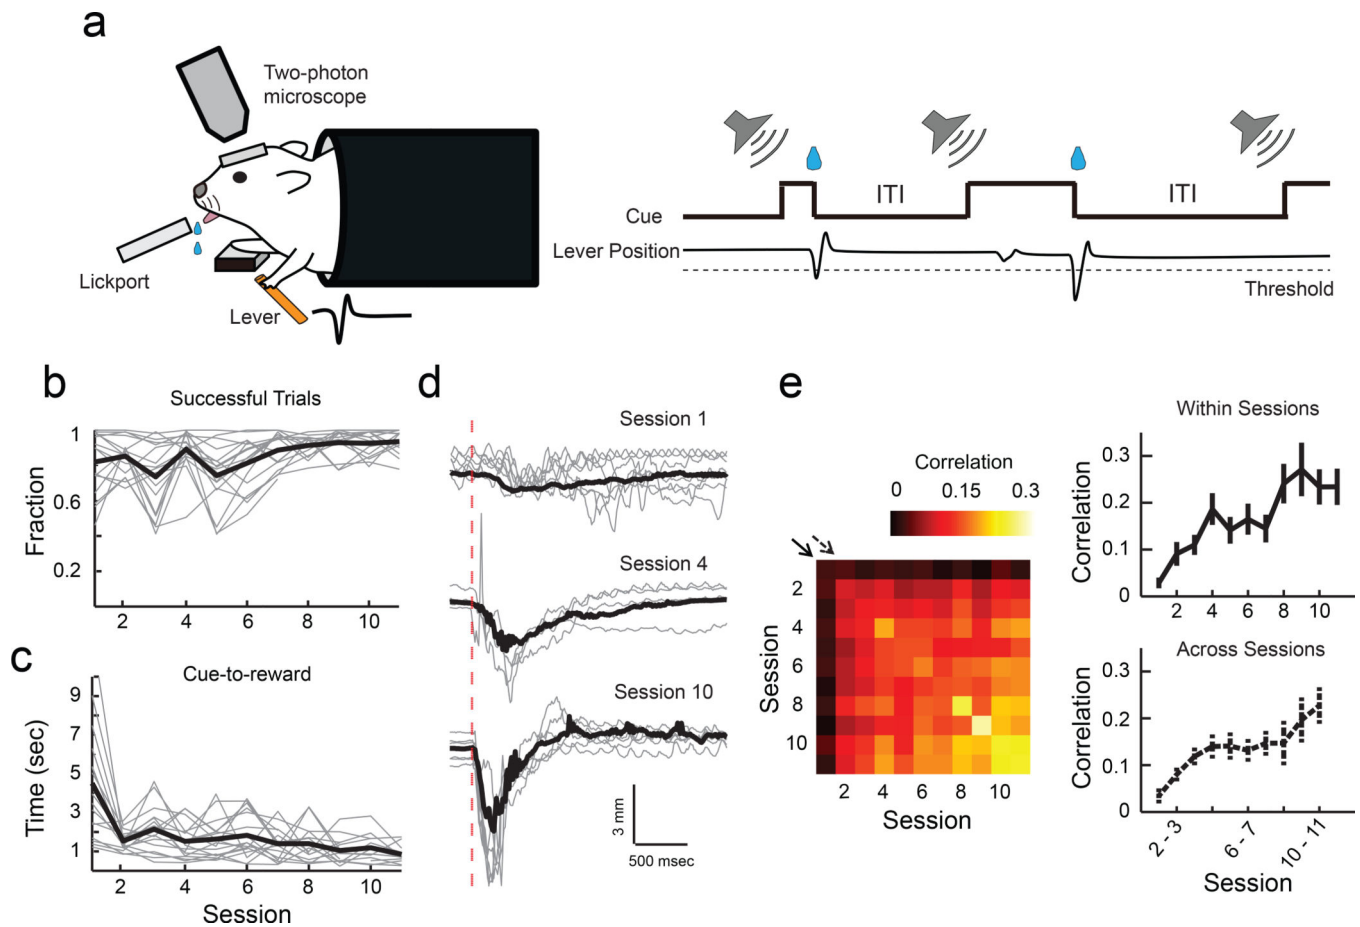 a
Two-photon
microscope
Lickport
Lever
ITI
ITI
Cue
Lever Position
Threshold
b
Successful Trials
Fraction
1
0.6
0.2
2
4
6
8
10
c
Cue-to-reward
Time (sec)
9
7
5
3
1
2
4
6
8
10
Session
d
Session 1
Session 4
Session 10
3 mm
500 msec
e
Correlation
0
0.15
0.3
Session
2
4
6
8
10
2
4
6
8
10
Session
Within Sessions
Correlation
0.3
0.2
0.1
0
2
4
6
8
10
Across Sessions
Correlation
0.3
0.2
0.1
0
2 - 3
6 - 7
10 - 11
Session